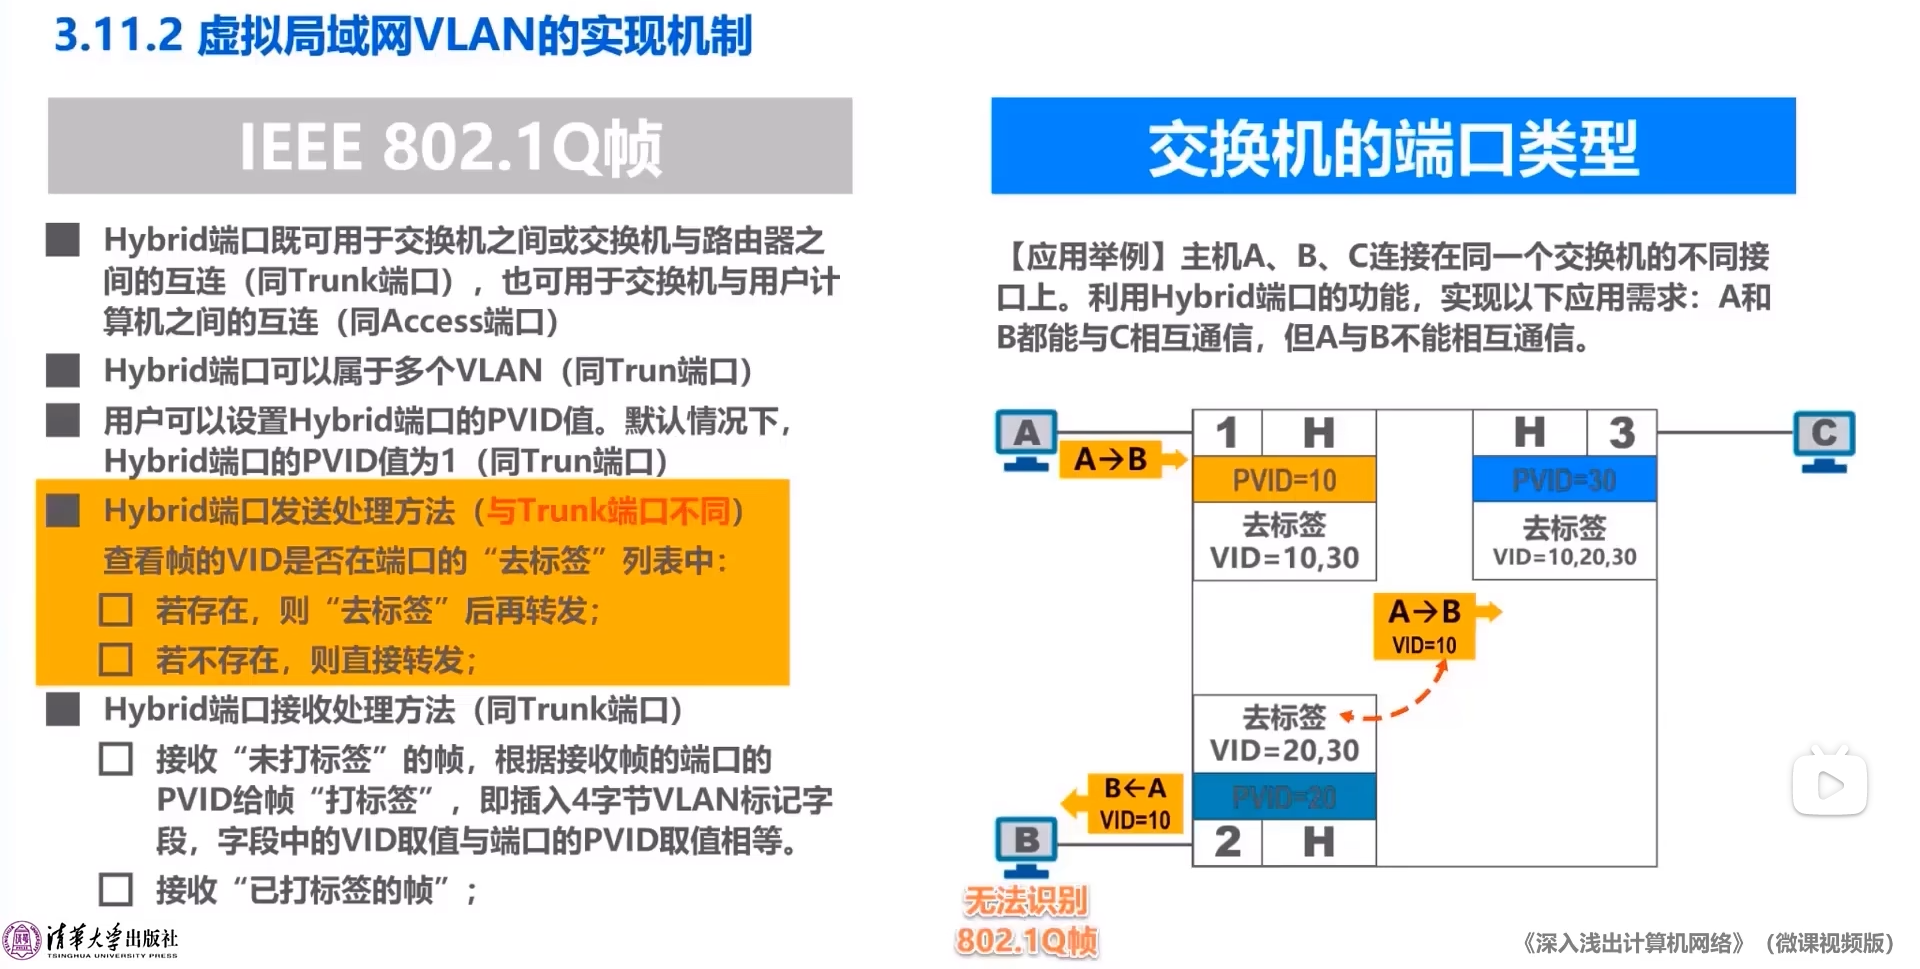 3.11.2 虚拟局域网VLAN的实现机制
IEEE 802.1Q帧
Hybrid端口既可用于交换机之间或交换机与路由器之
间的互连（同Trunk端口），也可用于交换机与用户计
算机之间的互连（同Access端口）
Hybrid端口可以属于多个VLAN（同Trun端口）
用户可以设置Hybrid端口的PVID值。默认情况下，
Hybrid端口的PVID值为1（同Trun端口）
Hybrid端口发送处理方法（与Trunk端口不同）
查看帧的VID是否在端口的“去标签”列表中：
若存在，则“去标签”后再转发；
若不存在，则直接转发；
Hybrid端口接收处理方法（同Trunk端口）
接收“未打标签”的帧，根据接收帧的端口的
PVID给帧“打标签”，即插入4字节VLAN标记字
段，字段中的VID取值与端口的PVID取值相等。
接收“已打标签的帧”；
清华大学出版社
TSINGHUA UNIVERSITY PRESS
交换机的端口类型
【应用举例】主机A、B、C连接在同一个交换机的不同接
口上。利用Hybrid端口的功能，实现以下应用需求：A和
B都能与C相互通信，但A与B不能相互通信。
A
A→B
1 H
PVID=10
去标签
VID=10,30
H 3
PVID=30
去标签
VID=10,20,30
C
A→B
VID=10
去标签
VID=20,30
PVID=20
2 H
B←A
VID=10
B
无法识别
802.1Q帧
《深入浅出计算机网络》（微课视频版）